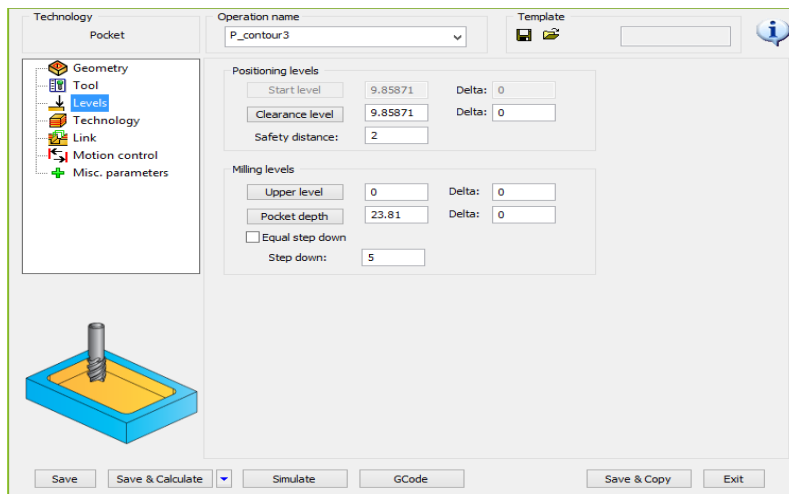 Technology
Pocket
Operation name
P_contour3
Template
Geometry
Tool
Levels
Technology
Link
Motion control
Misc. parameters
Positioning levels
Start level 9.85871 Delta: 0
Clearance level 9.85871 Delta: 0
Safety distance: 2
Milling levels
Upper level 0 Delta: 0
Pocket depth 23.81 Delta: 0
Equal step down
Step down: 5
Save Save & Calculate Simulate GCode Save & Copy Exit